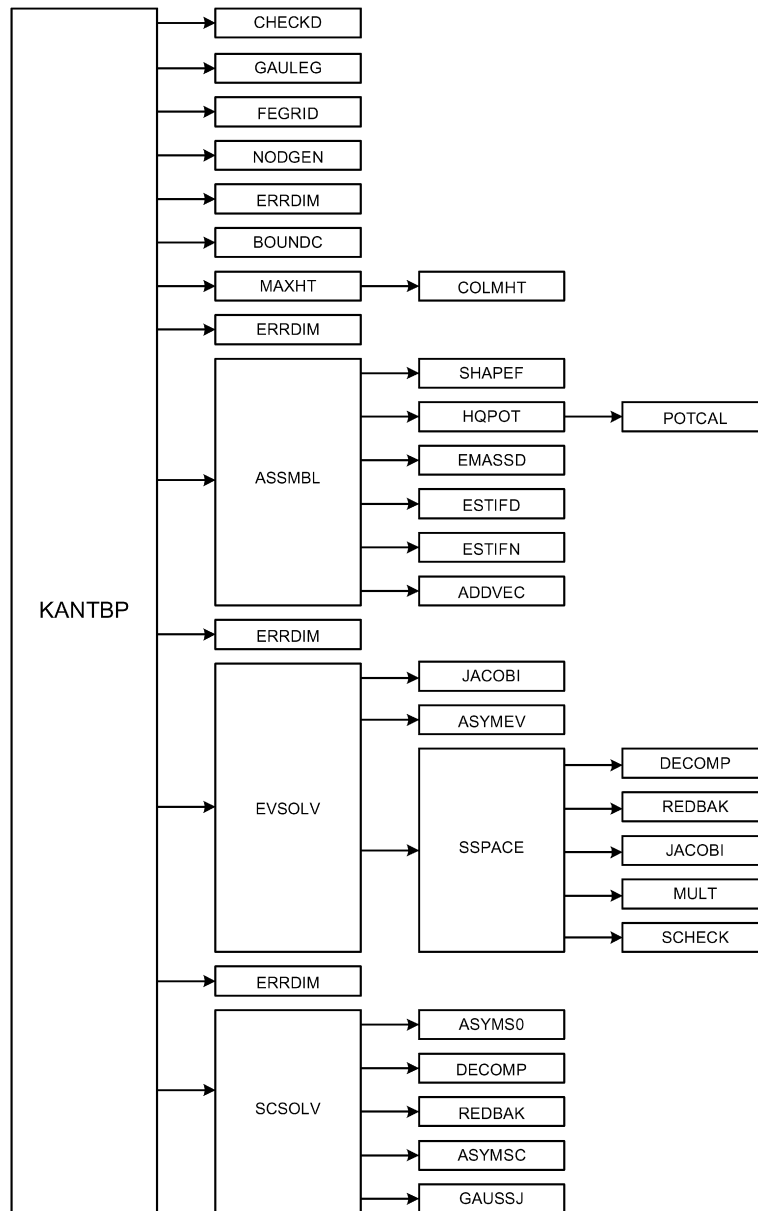 KANTBP
CHECKD
GAULEG
FEGRID
NODGEN
ERRDIM
BOUNDC
MAXHT
COLMHT
ERRDIM
ASSMBL
SHAPEF
HQPOT
POTCAL
EMASSD
ESTIFD
ESTIFN
ADDVEC
ERRDIM
EVSOLV
JACOBI
ASYMEV
SSPACE
DECOMP
REDBAK
JACOBI
MULT
SCHECK
ERRDIM
SCSOLV
ASYMS0
DECOMP
REDBAK
ASYMSC
GAUSSJ